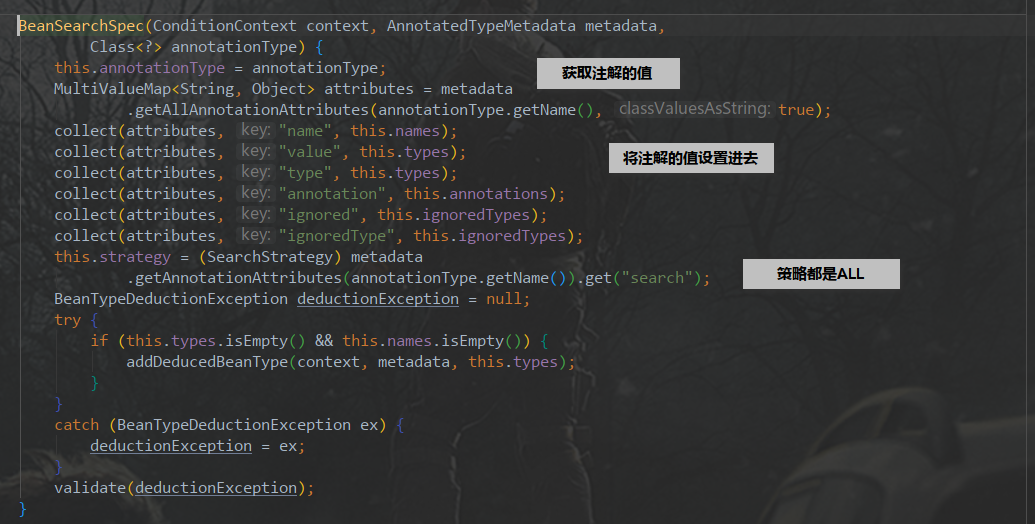 BeanSearchSpec(ConditionContext context, AnnotatedTypeMetadata metadata,
Class<?> annotationType) {
this.annotationType = annotationType;
获取注解的值
MultiValueMap<String, Object> attributes = metadata
.getAllAnnotationAttributes(annotationType.getName(), classValuesAsString: true);
collect(attributes, key: "name", this.names);
collect(attributes, key: "value", this.types);
将注解的值设置进去
collect(attributes, key: "type", this.types);
collect(attributes, key: "annotation", this.annotations);
collect(attributes, key: "ignored", this.ignoredTypes);
collect(attributes, key: "ignoredType", this.ignoredTypes);
this.strategy = (SearchStrategy) metadata
.getAnnotationAttributes(annotationType.getName()).get("search");
策略都是ALL
BeanTypeDeductionException deductionException = null;
try {
if (this.types.isEmpty() && this.names.isEmpty()) {
addDeducedBeanType(context, metadata, this.types);
}
}
catch (BeanTypeDeductionException ex) {
deductionException = ex;
}
validate(deductionException);
}